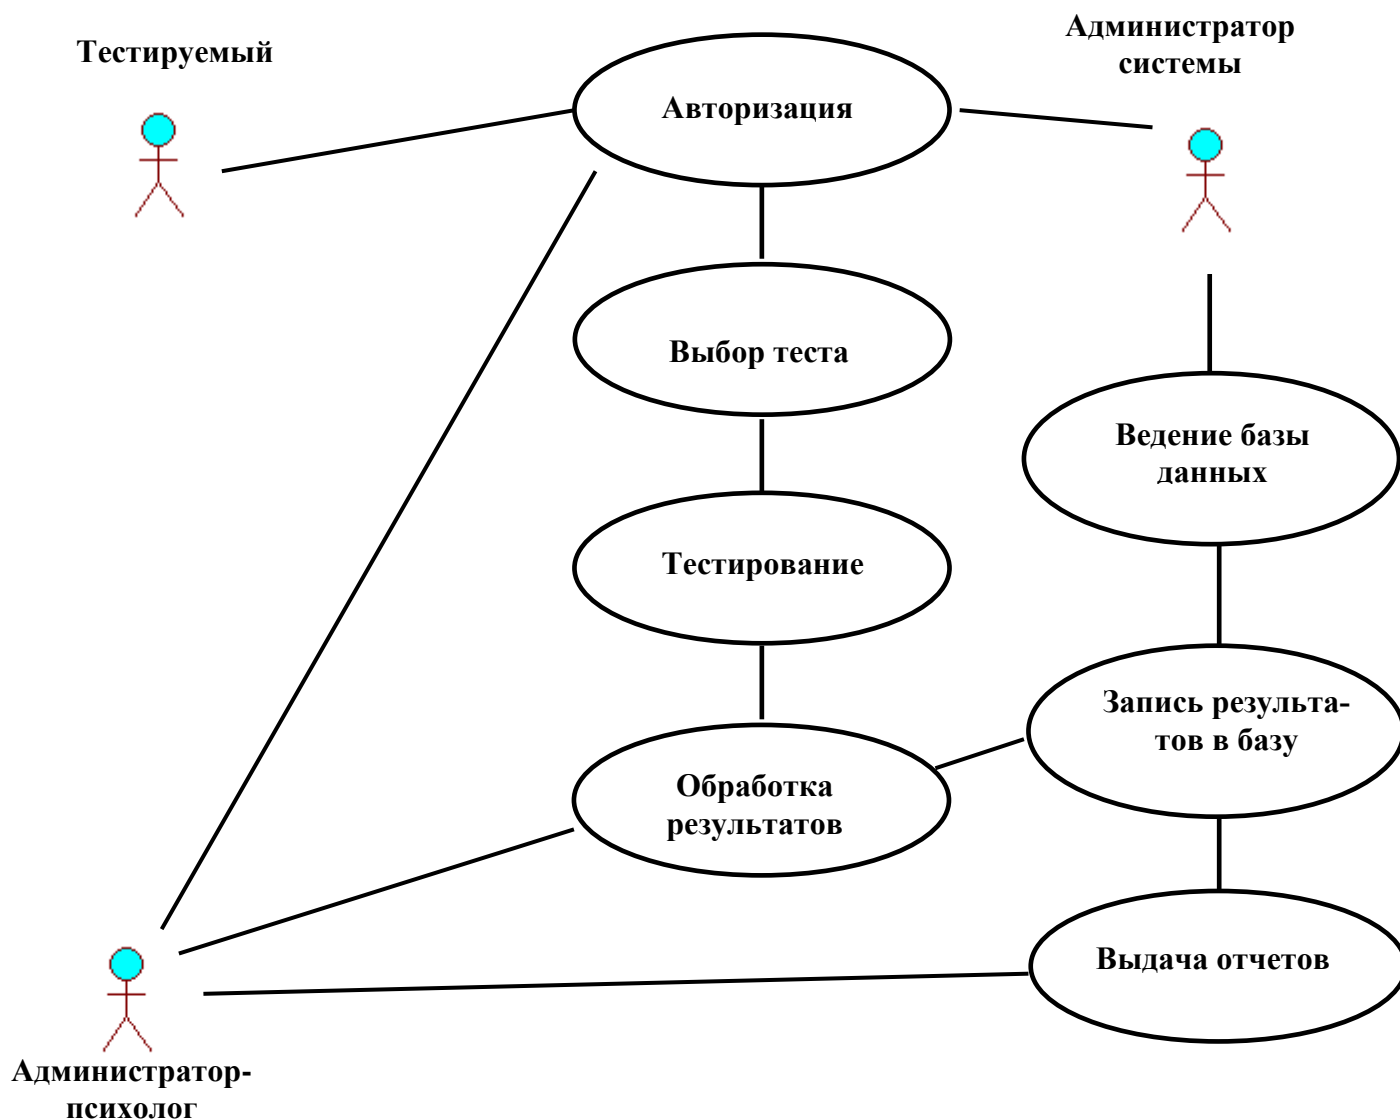 Тестируемый
Администратор
системы
Авторизация
Выбор теста
Ведение базы
данных
Тестирование
Запись результа-
тов в базу
Обработка
результатов
Выдача отчетов
Администратор-
психолог